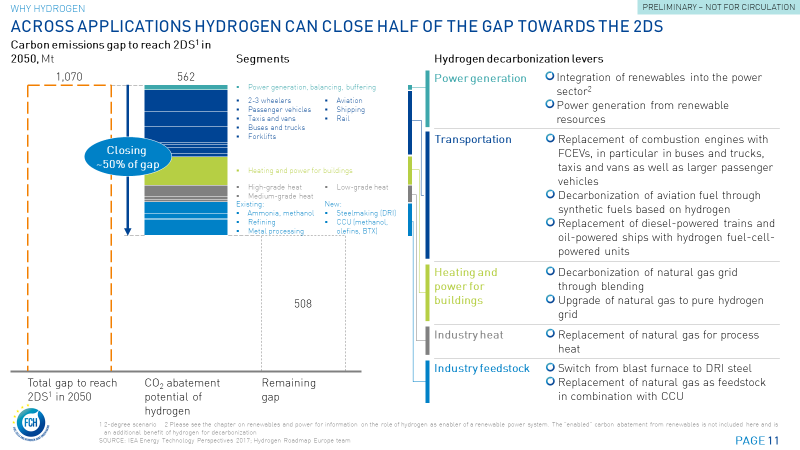 WHY HYDROGEN
PRELIMINARY – NOT FOR CIRCULATION
ACROSS APPLICATIONS HYDROGEN CAN CLOSE HALF OF THE GAP TOWARDS THE 2DS
Carbon emissions gap to reach 2DS¹ in
2050, Mt
1,070
562
Closing
~50% of gap
508
Total gap to reach
2DS¹ in 2050
CO₂ abatement
potential of
hydrogen
Remaining
gap
Segments
▪ Power generation, balancing, buffering
▪ 2-3 wheelers
▪ Passenger vehicles
▪ Taxis and vans
▪ Buses and trucks
▪ Forklifts
▪ Aviation
▪ Shipping
▪ Rail
▪ Heating and power for buildings
▪ High-grade heat
▪ Medium-grade heat
▪ Low-grade heat
Existing:
▪ Ammonia, methanol
▪ Refining
▪ Metal processing
New:
▪ Steelmaking (DRI)
▪ CCU (methanol,
olefins, BTX)
Hydrogen decarbonization levers
Power generation
Integration of renewables into the power
sector²
Power generation from renewable
resources
Transportation
Replacement of combustion engines with
FCEVs, in particular in buses and trucks,
taxis and vans as well as larger passenger
vehicles
Decarbonization of aviation fuel through
synthetic fuels based on hydrogen
Replacement of diesel-powered trains and
oil-powered ships with hydrogen fuel-cell-
powered units
Heating and
power for
buildings
Decarbonization of natural gas grid
through blending
Upgrade of natural gas to pure hydrogen
grid
Industry heat
Replacement of natural gas for process
heat
Industry feedstock
Switch from blast furnace to DRI steel
Replacement of natural gas as feedstock
in combination with CCU
FCH
1 2-degree scenario 2 Please see the chapter on renewables and power for information on the role of hydrogen as enabler of a renewable power system. The "enabled" carbon abatement from renewables is not included here and is
an additional benefit of hydrogen for decarbonization
SOURCE: IEA Energy Technology Perspectives 2017; Hydrogen Roadmap Europe team
PAGE 11